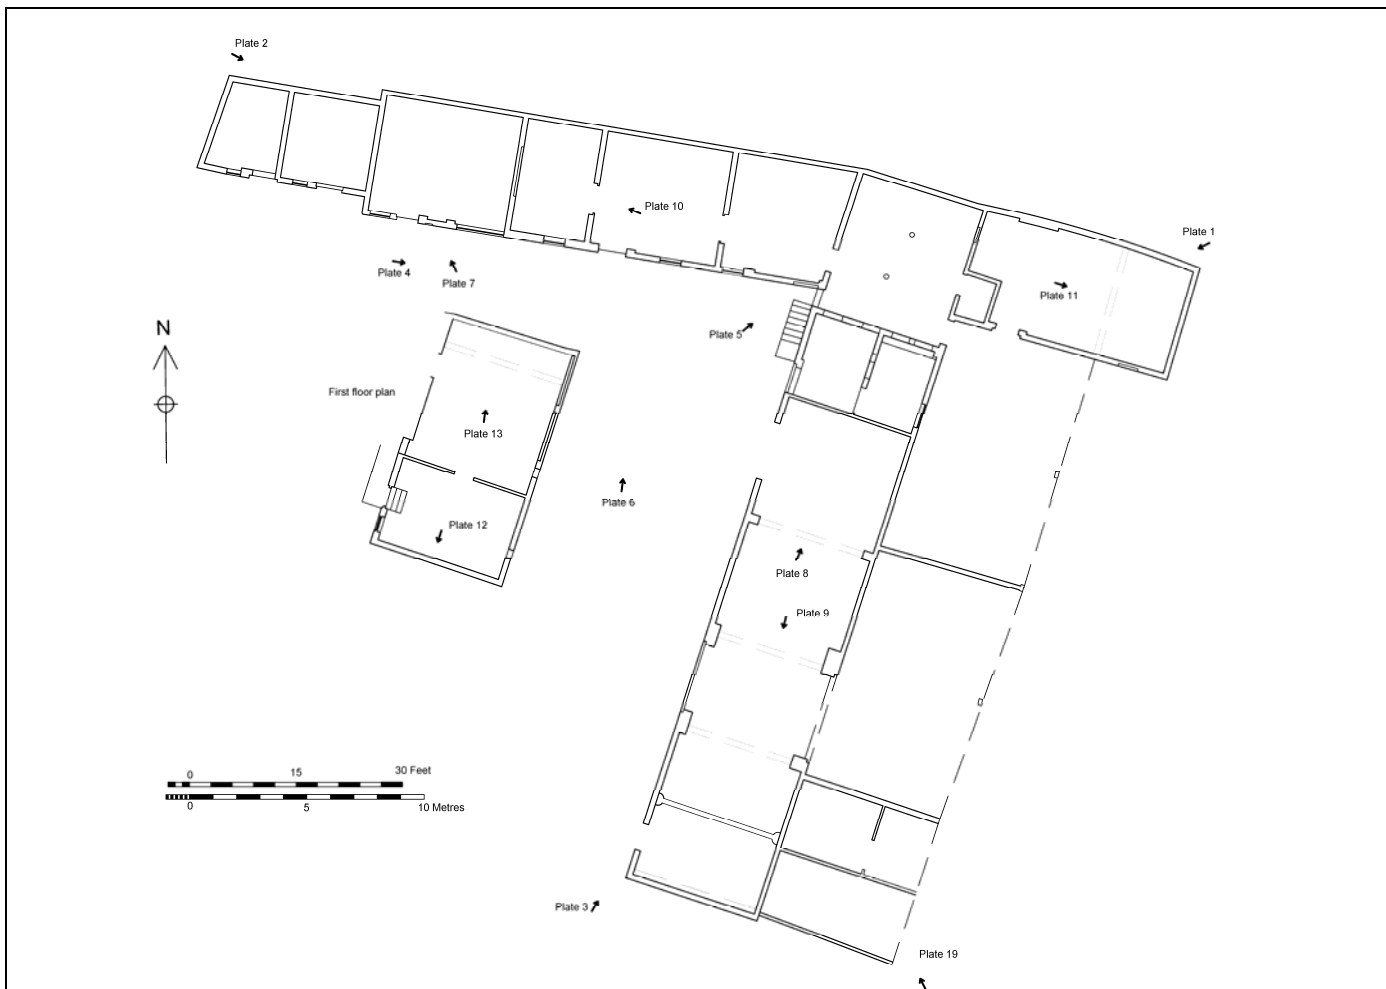 Plate 2
Plate 1
Plate 10
Plate 4
Plate 7
Plate 11
Plate 5
N
First floor plan
Plate 13
Plate 6
Plate 12
Plate 8
Plate 9
0 15 30 Feet
0 5 10 Metres
Plate 3
Plate 19